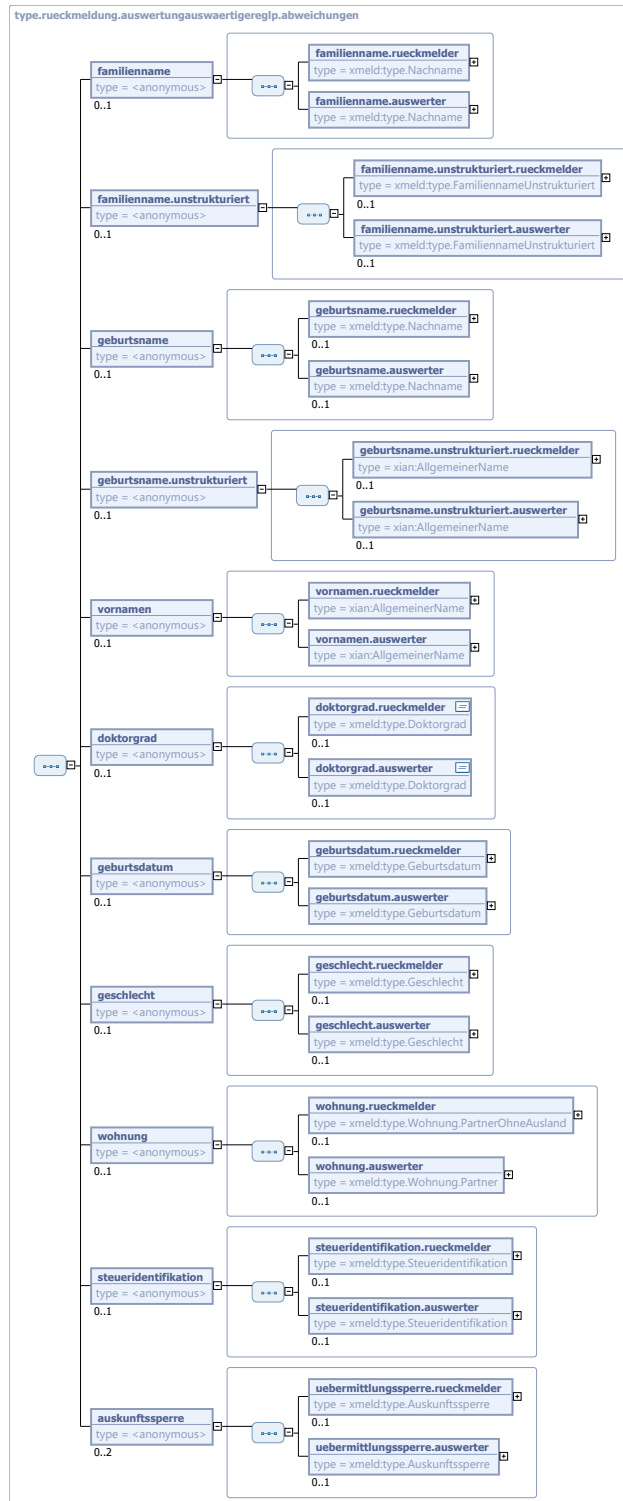 type.rueckmeldung.auswertungauswaertigereglp.abweichungen
familienname
type = <anonymous>
0..1
familienname.rueckmelder
type = xmeld:type.Nachname
familienname.auswerter
type = xmeld:type.Nachname
familienname.unstrukturiert
type = <anonymous>
0..1
familienname.unstrukturiert.rueckmelder
type = xmeld:type.FamiliennameUnstrukturiert
0..1
familienname.unstrukturiert.auswerter
type = xmeld:type.FamiliennameUnstrukturiert
0..1
geburtsname
type = <anonymous>
0..1
geburtsname.rueckmelder
type = xmeld:type.Nachname
0..1
geburtsname.auswerter
type = xmeld:type.Nachname
0..1
geburtsname.unstrukturiert
type = <anonymous>
0..1
geburtsname.unstrukturiert.rueckmelder
type = xian:AllgemeinerName
0..1
geburtsname.unstrukturiert.auswerter
type = xian:AllgemeinerName
0..1
vornamen
type = <anonymous>
0..1
vornamen.rueckmelder
type = xian:AllgemeinerName
vornamen.auswerter
type = xian:AllgemeinerName
doktorgrad
type = <anonymous>
0..1
doktorgrad.rueckmelder
type = xmeld:type.Doktorgrad
0..1
doktorgrad.auswerter
type = xmeld:type.Doktorgrad
0..1
geburtsdatum
type = <anonymous>
0..1
geburtsdatum.rueckmelder
type = xmeld:type.Geburtsdatum
geburtsdatum.auswerter
type = xmeld:type.Geburtsdatum
geschlecht
type = <anonymous>
0..1
geschlecht.rueckmelder
type = xmeld:type.Geschlecht
0..1
geschlecht.auswerter
type = xmeld:type.Geschlecht
0..1
wohnung
type = <anonymous>
0..1
wohnung.rueckmelder
type = xmeld:type.Wohnung.PartnerOhneAusland
0..1
wohnung.auswerter
type = xmeld:type.Wohnung.Partner
0..1
steueridentifikation
type = <anonymous>
0..1
steueridentifikation.rueckmelder
type = xmeld:type.Steueridentifikation
0..1
steueridentifikation.auswerter
type = xmeld:type.Steueridentifikation
0..1
auskunftssperre
type = <anonymous>
0..2
uebermittlungssperre.rueckmelder
type = xmeld:type.Auskunftssperre
0..1
uebermittlungssperre.auswerter
type = xmeld:type.Auskunftssperre
0..1